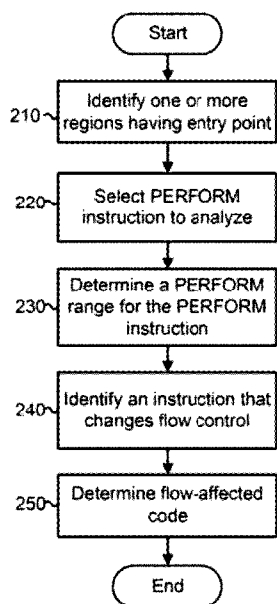 Start
210
Identify one or more
regions having entry point
220
Select PERFORM
instruction to analyze
230
Determine a PERFORM
range for the PERFORM
instruction
240
Identify an instruction that
changes flow control
250
Determine flow-affected
code
End